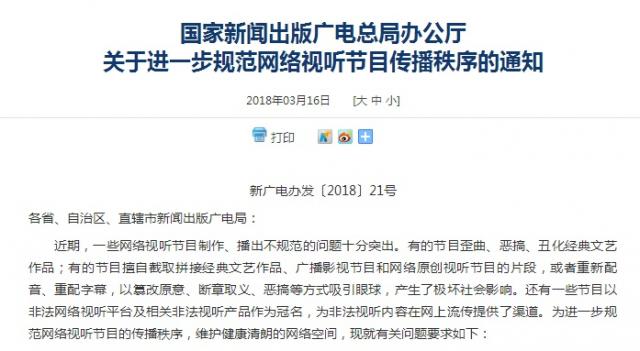 国家新闻出版广电总局办公厅
关于进一步规范网络视听节目传播秩序的通知
2018年03月16日 [大 中 小]
打印
新广电办发〔2018〕21号
各省、自治区、直辖市新闻出版广电局：
近期，一些网络视听节目制作、播出不规范的问题十分突出。有的节目歪曲、恶搞、丑化经典文艺
作品；有的节目擅自截取拼接经典文艺作品、广播影视节目和网络原创视听节目的片段，或者重新配
音、重配字幕，以篡改原意、断章取义、恶搞等方式吸引眼球，产生了极坏社会影响。还有一些节目以
非法网络视听平台及相关非法视听产品作为冠名，为非法视听内容在网上流传提供了渠道。为进一步规
范网络视听节目的传播秩序，维护健康清朗的网络空间，现就有关问题要求如下：